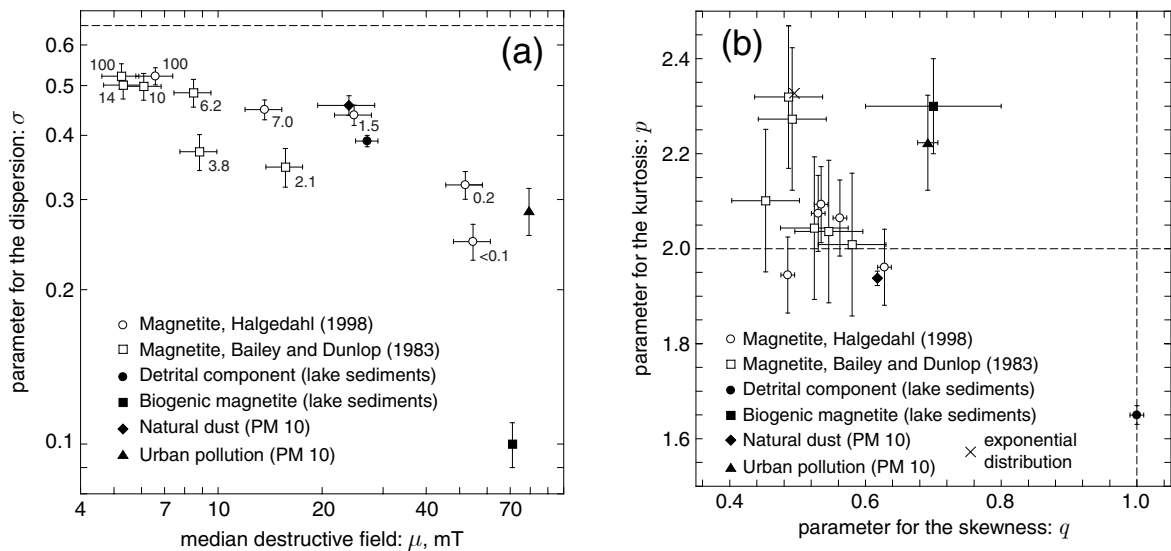 (a)
parameter for the dispersion: σ
0.6
0.5
0.4
0.3
0.2
0.1
100
100
14
10
6.2
7.0
1.5
3.8
2.1
0.2
<0.1
Magnetite, Halgedahl (1998)
Magnetite, Bailey and Dunlop (1983)
Detrital component (lake sediments)
Biogenic magnetite (lake sediments)
Natural dust (PM 10)
Urban pollution (PM 10)
4 7 10 20 40 70
median destructive field: μ, mT
(b)
parameter for the kurtosis: p
2.4
2.2
2.0
1.8
1.6
Magnetite, Halgedahl (1998)
Magnetite, Bailey and Dunlop (1983)
Detrital component (lake sediments)
Biogenic magnetite (lake sediments)
Natural dust (PM 10)
Urban pollution (PM 10)
× exponential
distribution
0.4 0.6 0.8 1.0
parameter for the skewness: q